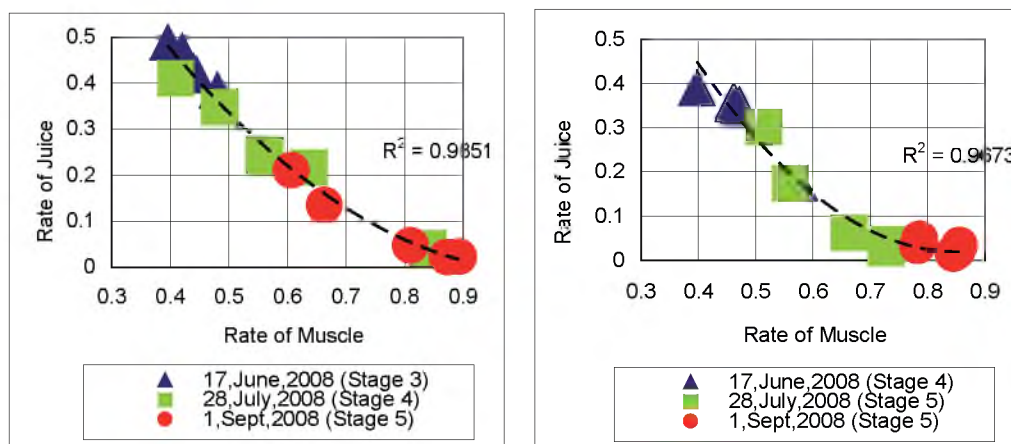 0.5
0.4
0.3
0.2
0.1
0
Rate of Juice
R² = 0.9851
0.3 0.4 0.5 0.6 0.7 0.8 0.9
Rate of Muscle
17,June,2008 (Stage 3)
28,July,2008 (Stage 4)
1,Sept,2008 (Stage 5)
0.5
0.4
0.3
0.2
0.1
0
Rate of Juice
R² = 0.9673
0.3 0.4 0.5 0.6 0.7 0.8 0.9
Rate of Muscle
17,June,2008 (Stage 4)
28,July,2008 (Stage 5)
1,Sept,2008 (Stage 5)